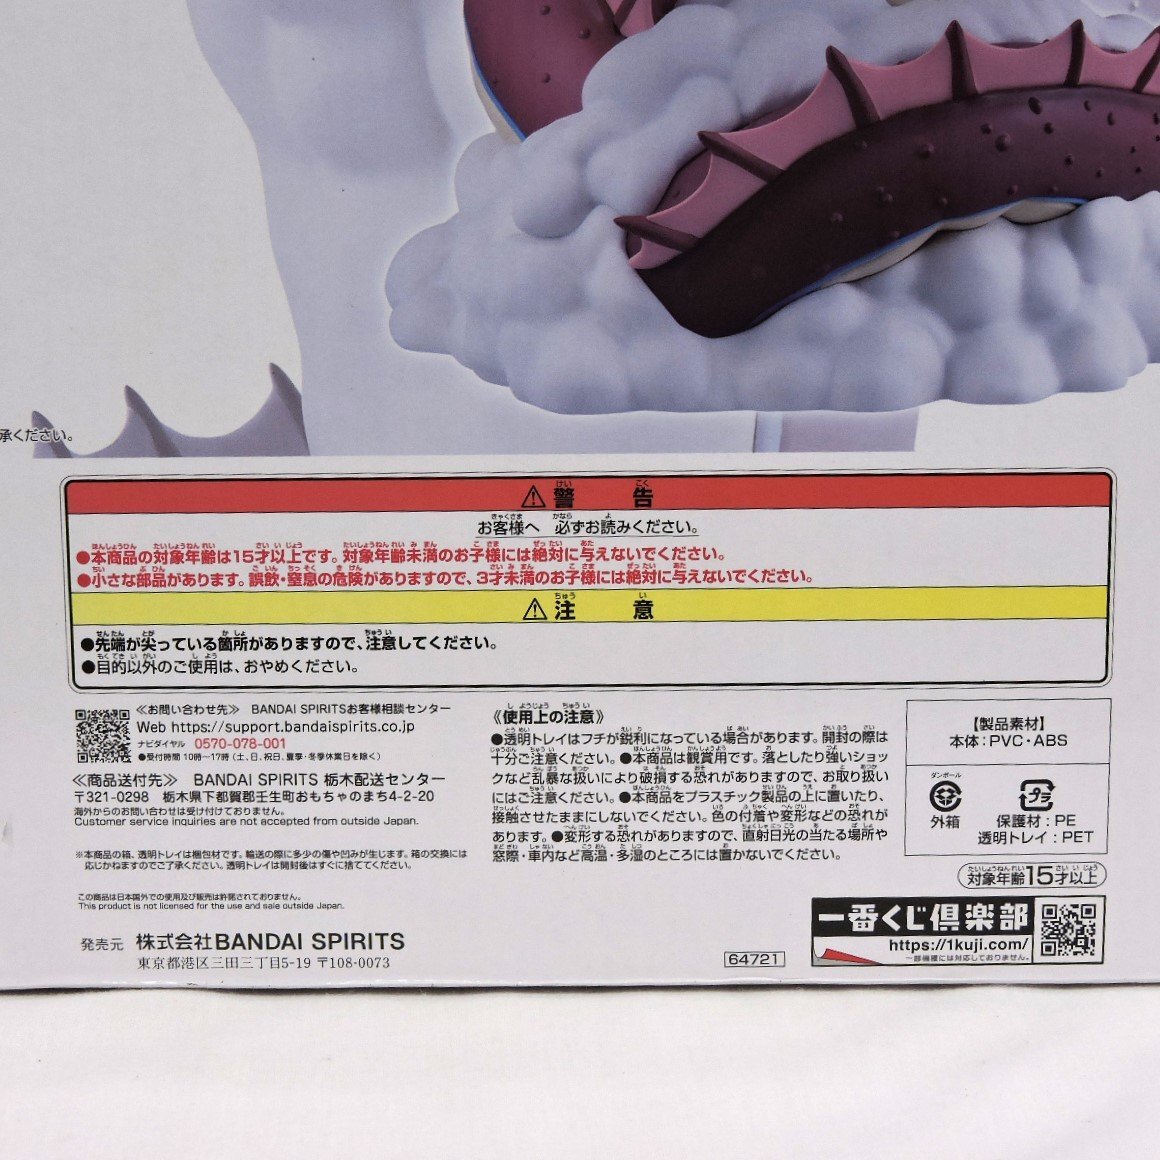 承ください。
⚠警告
お客様へ 必ずお読みください。
●本商品の対象年齢は15才以上です。対象年齢未満のお子様には絶対に与えないでください。
●小さな部品があります。誤飲・窒息の危険がありますので、3才未満のお子様には絶対に与えないでください。
⚠注意
●先端が尖っている箇所がありますので、注意してください。
●目的以外のご使用は、おやめください。
≪お問い合わせ先≫ BANDAI SPIRITSお客様相談センター
Web https://support.bandaispirits.co.jp
ナビダイヤル 0570-078-001
●受付時間 10時〜17時(土、日、祝日、夏季・冬季休業日を除く)
≪商品送付先≫ BANDAI SPIRITS 栃木配送センター
〒321-0298 栃木県下都賀郡壬生町おもちゃのまち4-2-20
海外からのお問い合わせは受け付けておりません。
Customer service inquiries are not accepted from outside Japan.
※本商品の箱、透明トレイは梱包材です。輸送の際に多少の傷や凹みが生じます。箱の交換には
応じかねますのでご了承ください。透明トレイは開封後はすぐに捨ててください。
この商品は日本国外での使用及び販売は許諾されておりません。
This product is not licensed for the use and sale outside Japan.
発売元 株式会社BANDAI SPIRITS
東京都港区三田三丁目5-19 〒108-0073
《使用上の注意》
●透明トレイはフチが鋭利になっている場合があります。開封の際は
十分ご注意ください。●本商品は観賞用です。落としたり強いショッ
クなど乱暴な扱いにより破損する恐れがありますので、お取り扱い
にはご注意ください。●本商品をプラスチック製品の上に置いたり、
接触させたままにしないでください。色の付着や変形などの恐れが
あります。●変形する恐れがありますので、直射日光の当たる場所や
窓際・車内など高温・多湿のところには置かないでください。
【製品素材】
本体:PVC・ABS
ダンボール
外箱
プラ
保護材:PE
透明トレイ:PET
対象年齢15才以上
64721
一番くじ倶楽部
https://1kuji.com/
一部機種には対応しておりません。